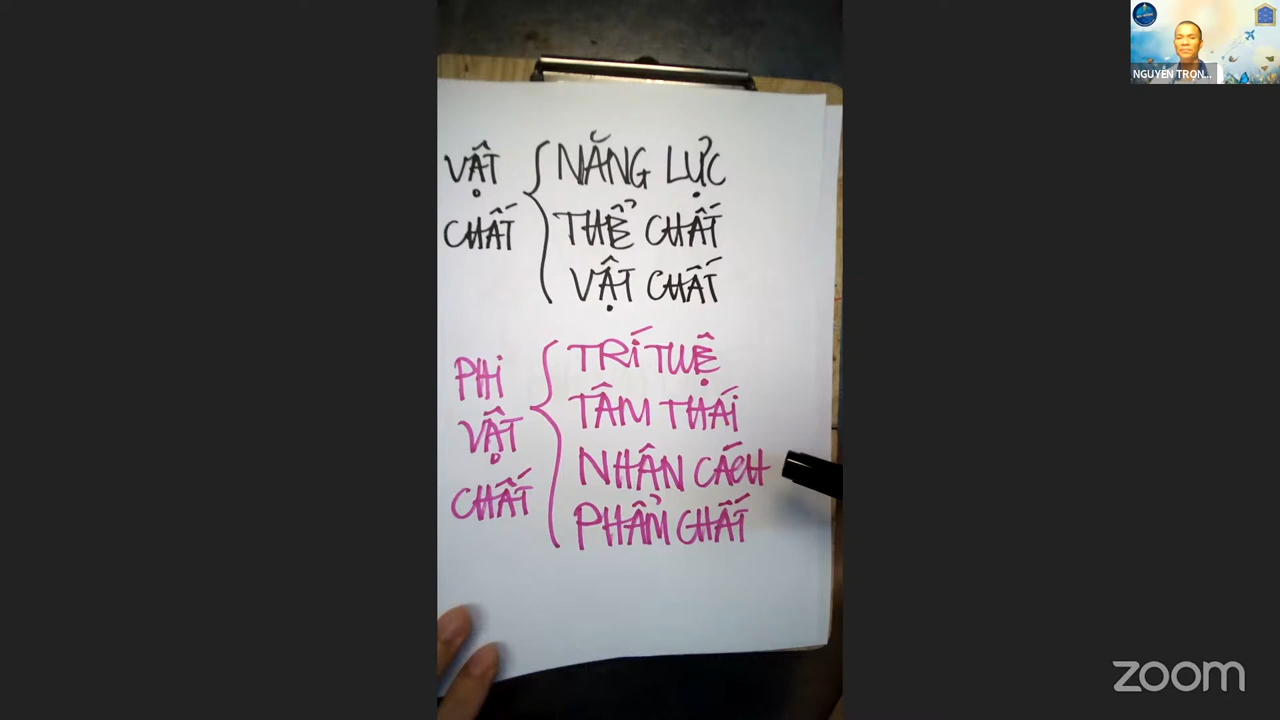 NGUYỄN TRỌN...
VẬT
CHẤT
NĂNG LỰC
THỂ CHẤT
VẬT CHẤT
PHI
VẬT
CHẤT
TRÍ TUỆ
TÂM THÁI
NHÂN CÁCH
PHẨM CHẤT
zoom